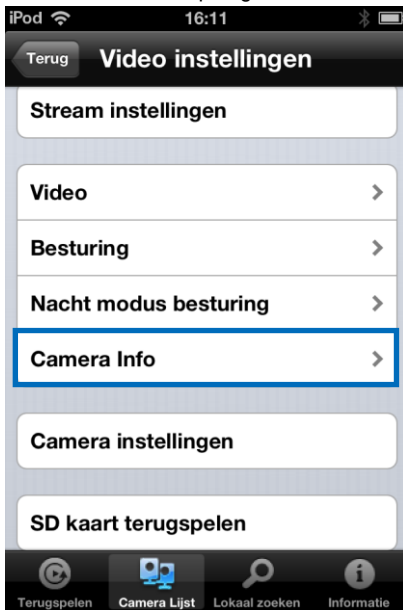 iPod 16:11
Terug Video instellingen
Stream instellingen
Video
Besturing
Nacht modus besturing
Camera Info
Camera instellingen
SD kaart terugspelen
Terugspelen Camera Lijst Lokaal zoeken Informatie